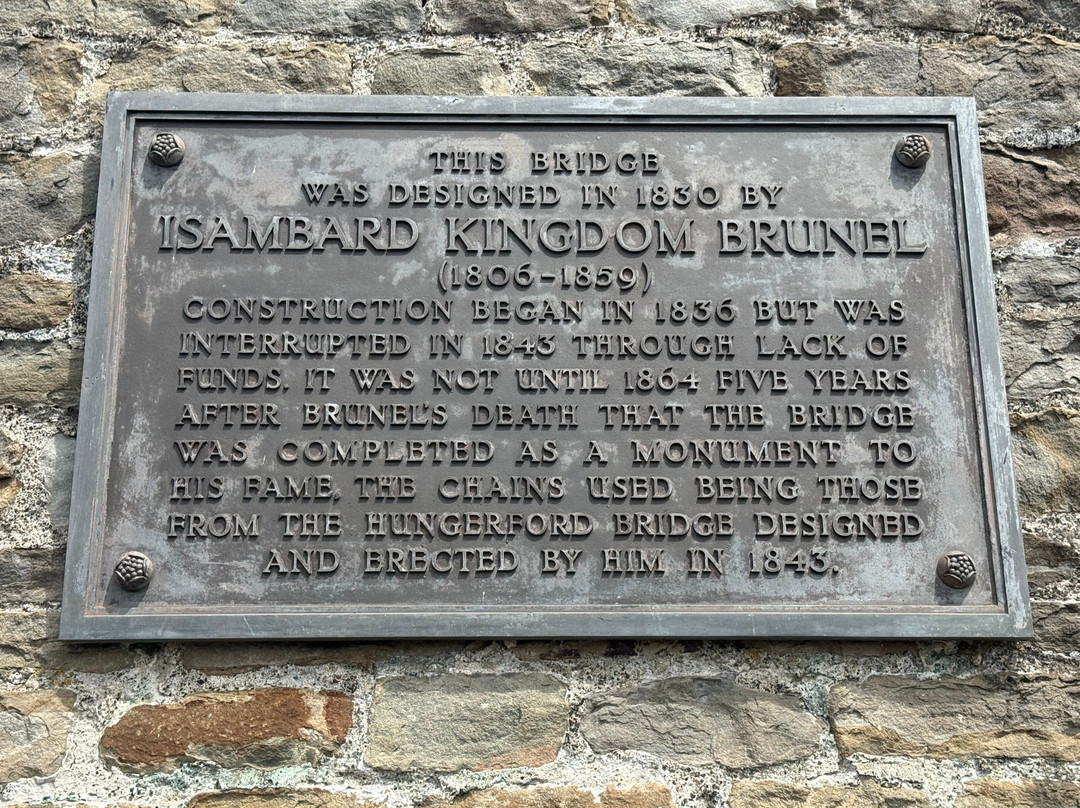 THIS BRIDGE
WAS DESIGNED IN 1830 BY
ISAMBARD KINGDOM BRUNEL
(1806-1859)
CONSTRUCTION BEGAN IN 1836 BUT WAS
INTERRUPTED IN 1843 THROUGH LACK OF
FUNDS. IT WAS NOT UNTIL 1864 FIVE YEARS
AFTER BRUNEL'S DEATH THAT THE BRIDGE
WAS COMPLETED AS A MONUMENT TO
HIS FAME, THE CHAINS USED BEING THOSE
FROM THE HUNGERFORD BRIDGE DESIGNED
AND ERECTED BY HIM IN 1843.